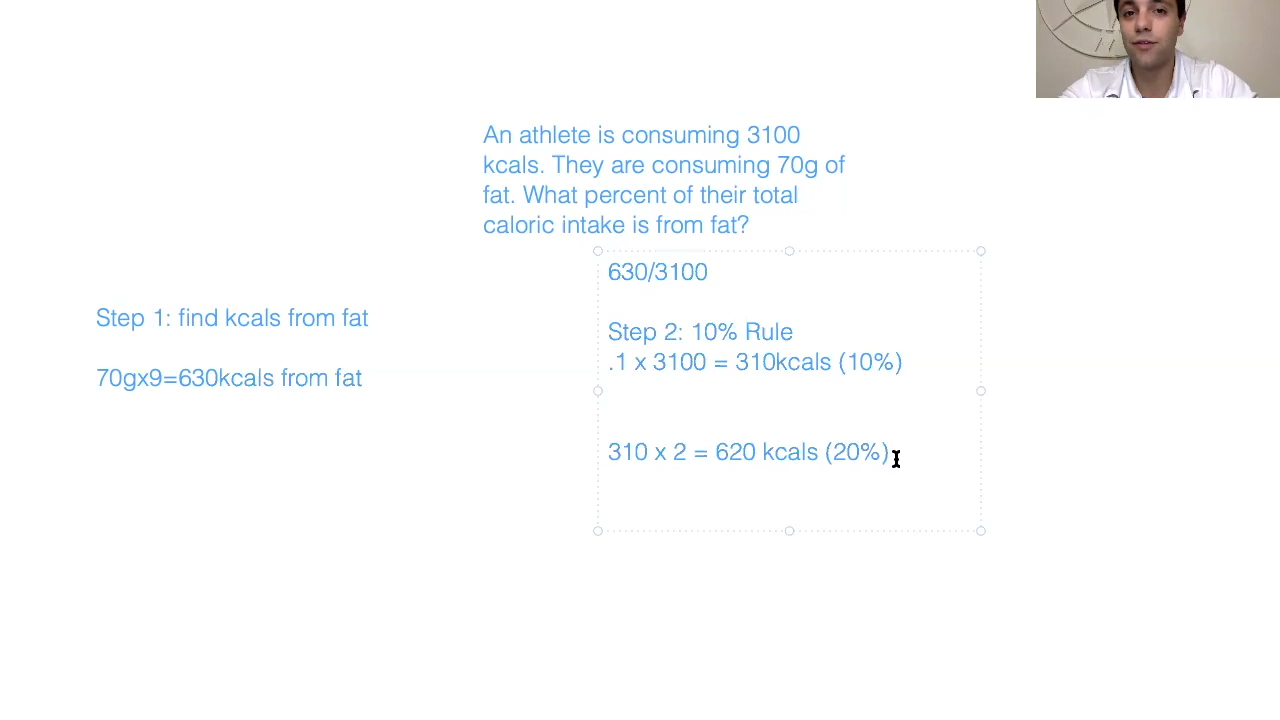 An athlete is consuming 3100
kcals. They are consuming 70g of
fat. What percent of their total
caloric intake is from fat?
Step 1: find kcals from fat
70gx9=630kcals from fat
630/3100
Step 2: 10% Rule
.1 x 3100 = 310kcals (10%)
310 x 2 = 620 kcals (20%)